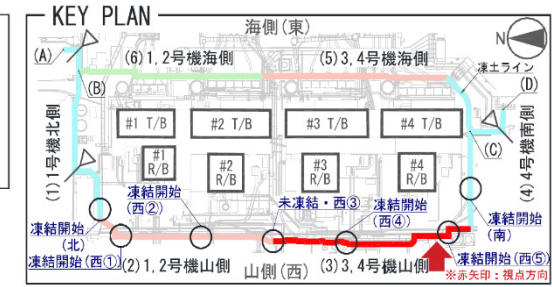 KEY PLAN
海側(東)
N
(A)
(6)1,2号機海側
(5)3,4号機海側
凍土ライン
(B)
(D)
#1 T/B
#2 T/B
#3 T/B
#4 T/B
(C)
(1)1号機北側
(4)4号機南側
#1
R/B
#2
R/B
#3
R/B
#4
R/B
凍結開始
(西②)
未凍結・西③
凍結開始
(西④)
凍結開始
(北)
凍結開始
(南)
凍結開始(西①)
(2)1,2号機山側
山側(西)
(3)3,4号機山側
凍結開始(西⑤)
※赤矢印：視点方向